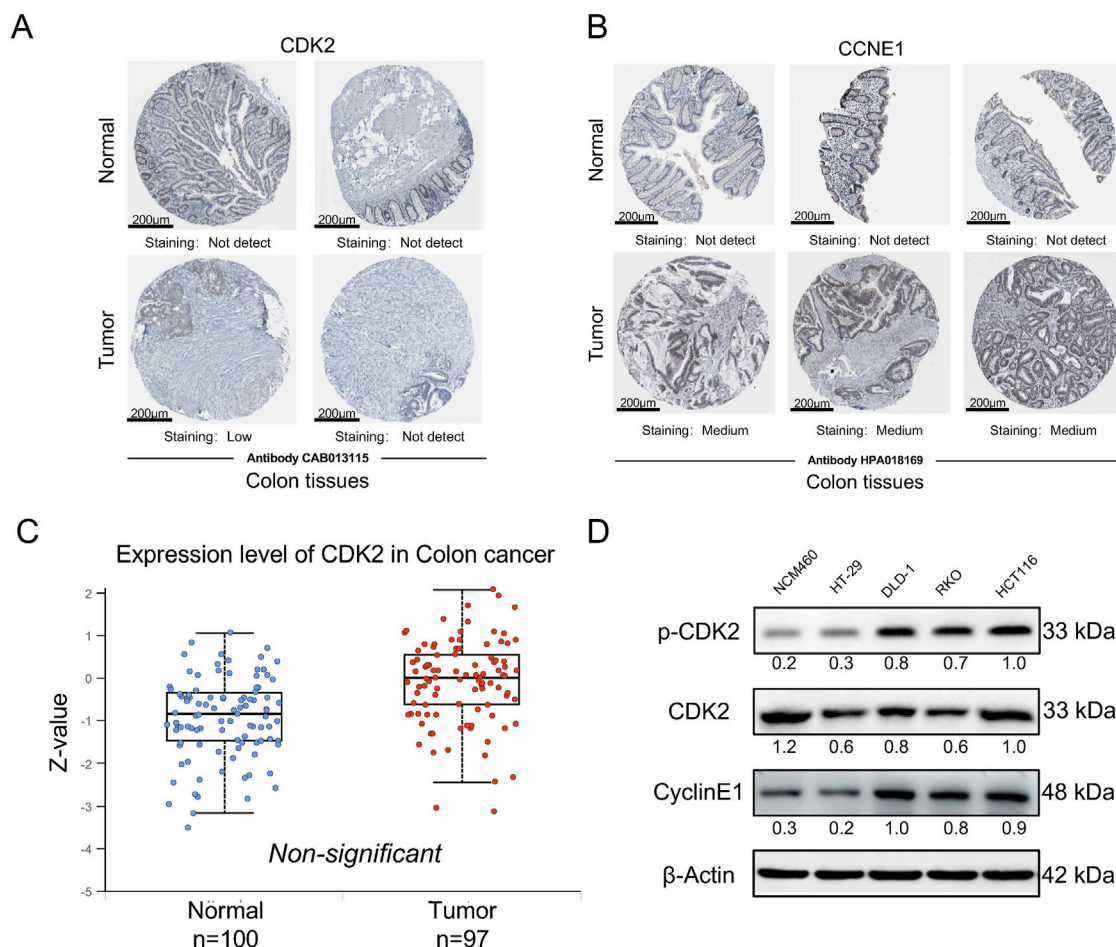 A
CDK2
Normal
200μm
200μm
Staining: Not detect
Staining: Not detect
Tumor
200μm
200μm
Staining: Low
Staining: Not detect
Antibody CAB013115
Colon tissues
B
CCNE1
Normal
200μm
200μm
200μm
Staining: Not detect
Staining: Not detect
Staining: Not detect
Tumor
200μm
200μm
200μm
Staining: Medium
Staining: Medium
Staining: Medium
Antibody HPA018169
Colon tissues
C
Expression level of CDK2 in Colon cancer
Z-value
2
1
0
-1
-2
-3
-4
-5
Non-significant
Normal
n=100
Tumor
n=97
D
NCM460 HT-29 DLD-1 RKO HCT116
p-CDK2 33 kDa
0.2 0.3 0.8 0.7 1.0
CDK2 33 kDa
1.2 0.6 0.8 0.6 1.0
CyclinE1 48 kDa
0.3 0.2 1.0 0.8 0.9
β-Actin 42 kDa